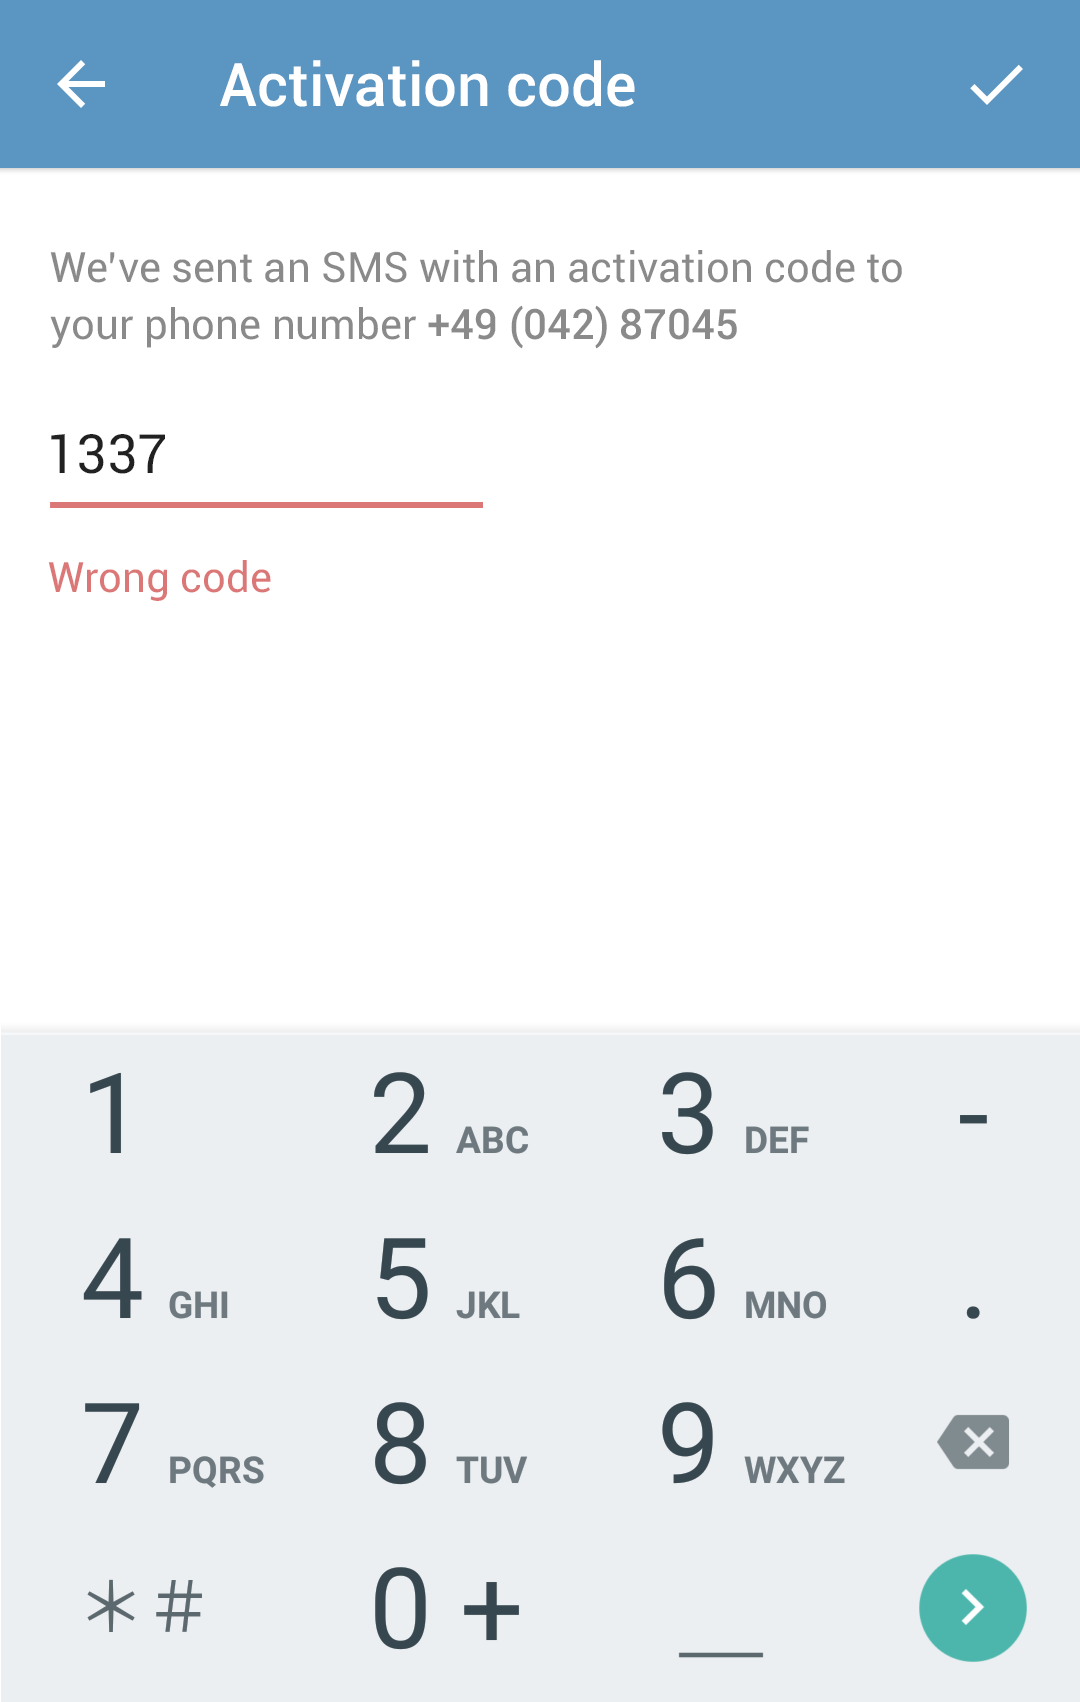 Activation code
We've sent an SMS with an activation code to
your phone number +49 (042) 87045
1337
Wrong code
1 2 ABC 3 DEF -
4 GHI 5 JKL 6 MNO .
7 PQRS 8 TUV 9 WXYZ
* # 0 + _